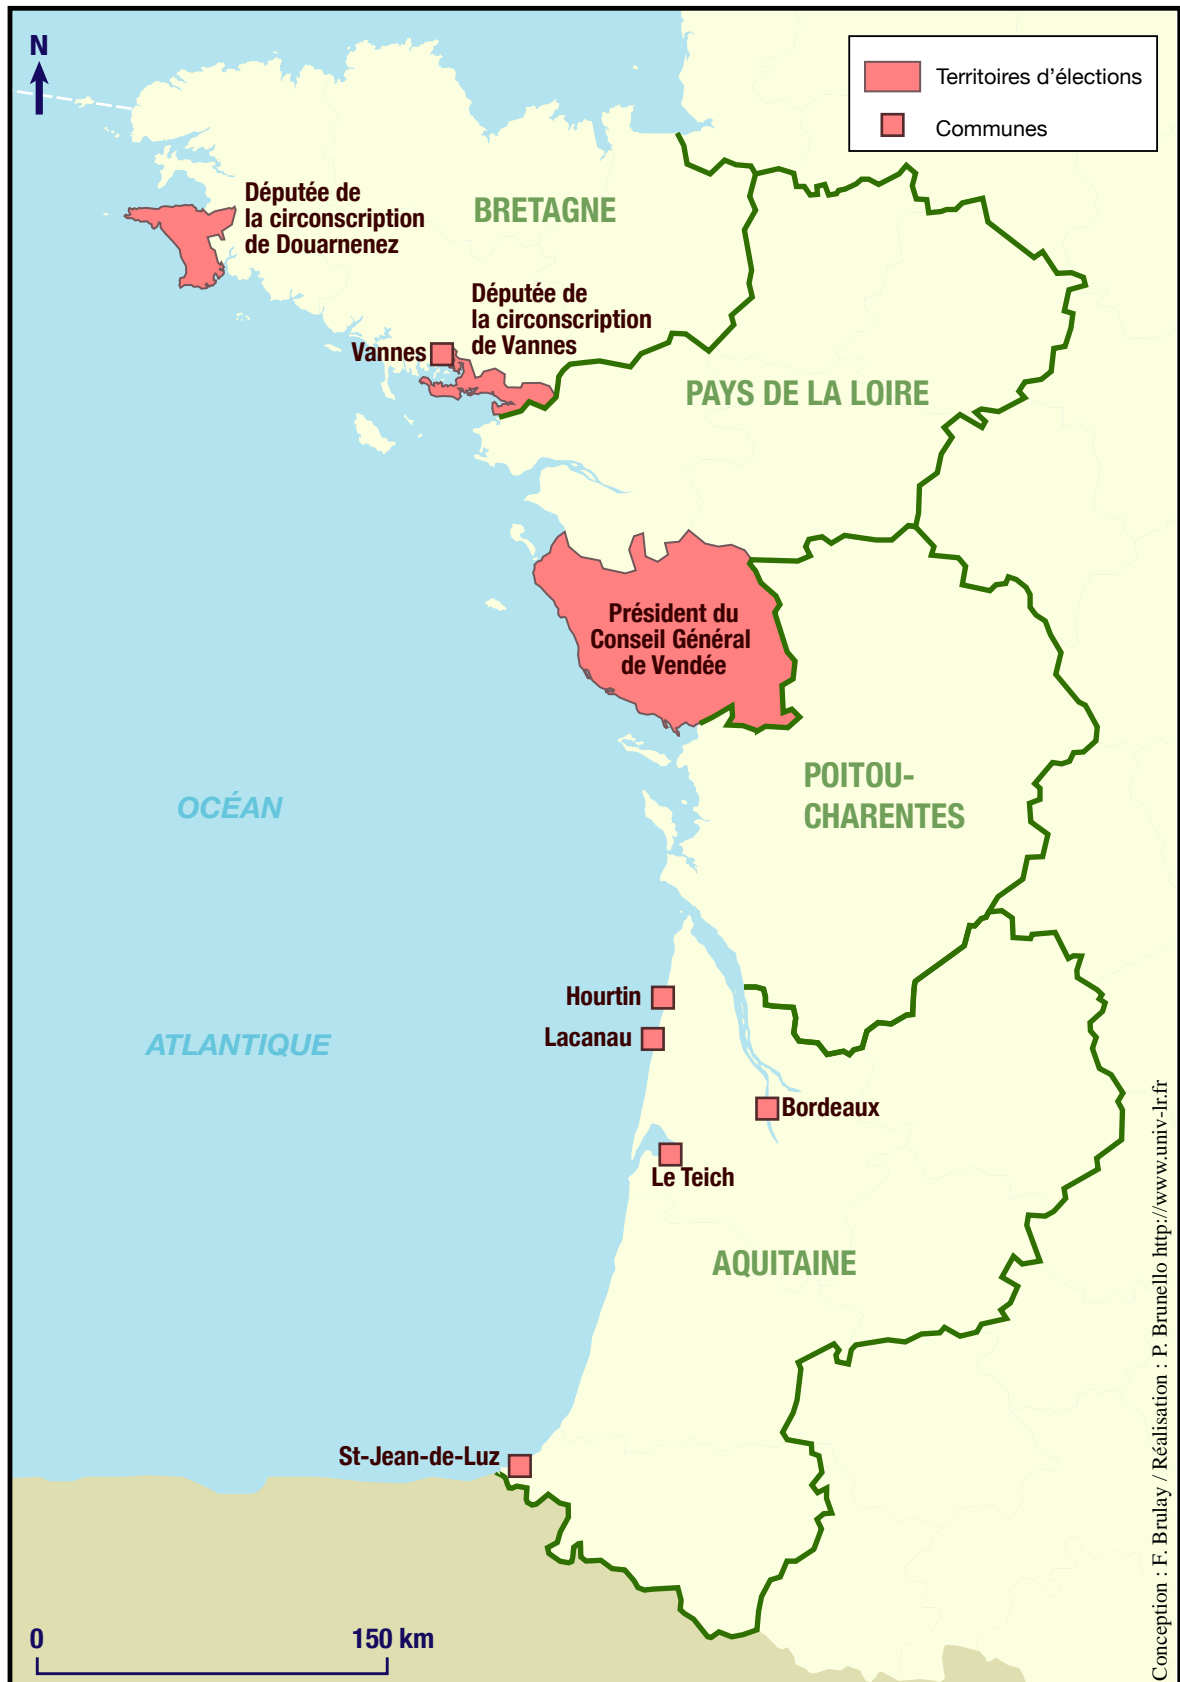 N
Territoires d'élections
Communes
Députée de
la circonscription
de Douarnenez
BRETAGNE
Députée de
la circonscription
de Vannes
Vannes
PAYS DE LA LOIRE
Président du
Conseil Général
de Vendée
POITOU-
CHARENTES
OCÉAN
ATLANTIQUE
Hourtin
Lacanau
Bordeaux
Le Teich
AQUITAINE
St-Jean-de-Luz
0
150 km
Conception : F. Brulay / Réalisation : P. Brunello http://www.univ-lr.fr